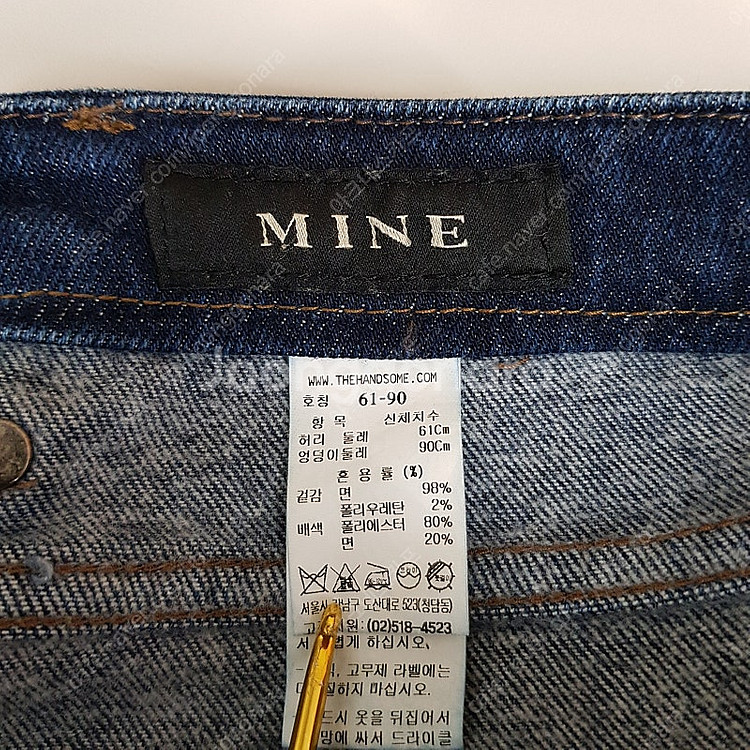 MINE
WWW.THEHANDSOME.COM
호칭 61-90
항 목 신체치수
허리 둘레 61Cm
엉덩이둘레 90Cm
혼 용 률 (%)
겉감 면 98%
폴리우레탄 2%
배색 폴리에스터 80%
면 20%
서울시 강남구 도산대로 523(청담동)
고객 원: (02)518-4523
하십시오.
고무제 라벨에는
하지 마십시오.
옷을 뒤집어서
망에 싸서 드라이클